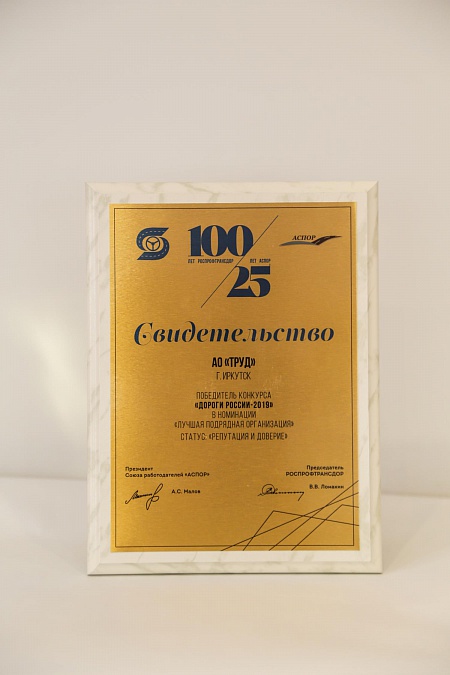 100/25
ЛЕТ РОСПРОФТРАНСДОР
ЛЕТ АСПОР
АСПОР
Свидетельство
АО «ТРУД»
Г. ИРКУТСК
ПОБЕДИТЕЛЬ КОНКУРСА
«ДОРОГИ РОССИИ-2019»
В НОМИНАЦИИ
«ЛУЧШАЯ ПОДРЯДНАЯ ОРГАНИЗАЦИЯ»
СТАТУС: «РЕПУТАЦИЯ И ДОВЕРИЕ»
Президент
Союза работодателей «АСПОР»
А.С. Малов
Председатель
РОСПРОФТРАНСДОР
В.В. Ломакин